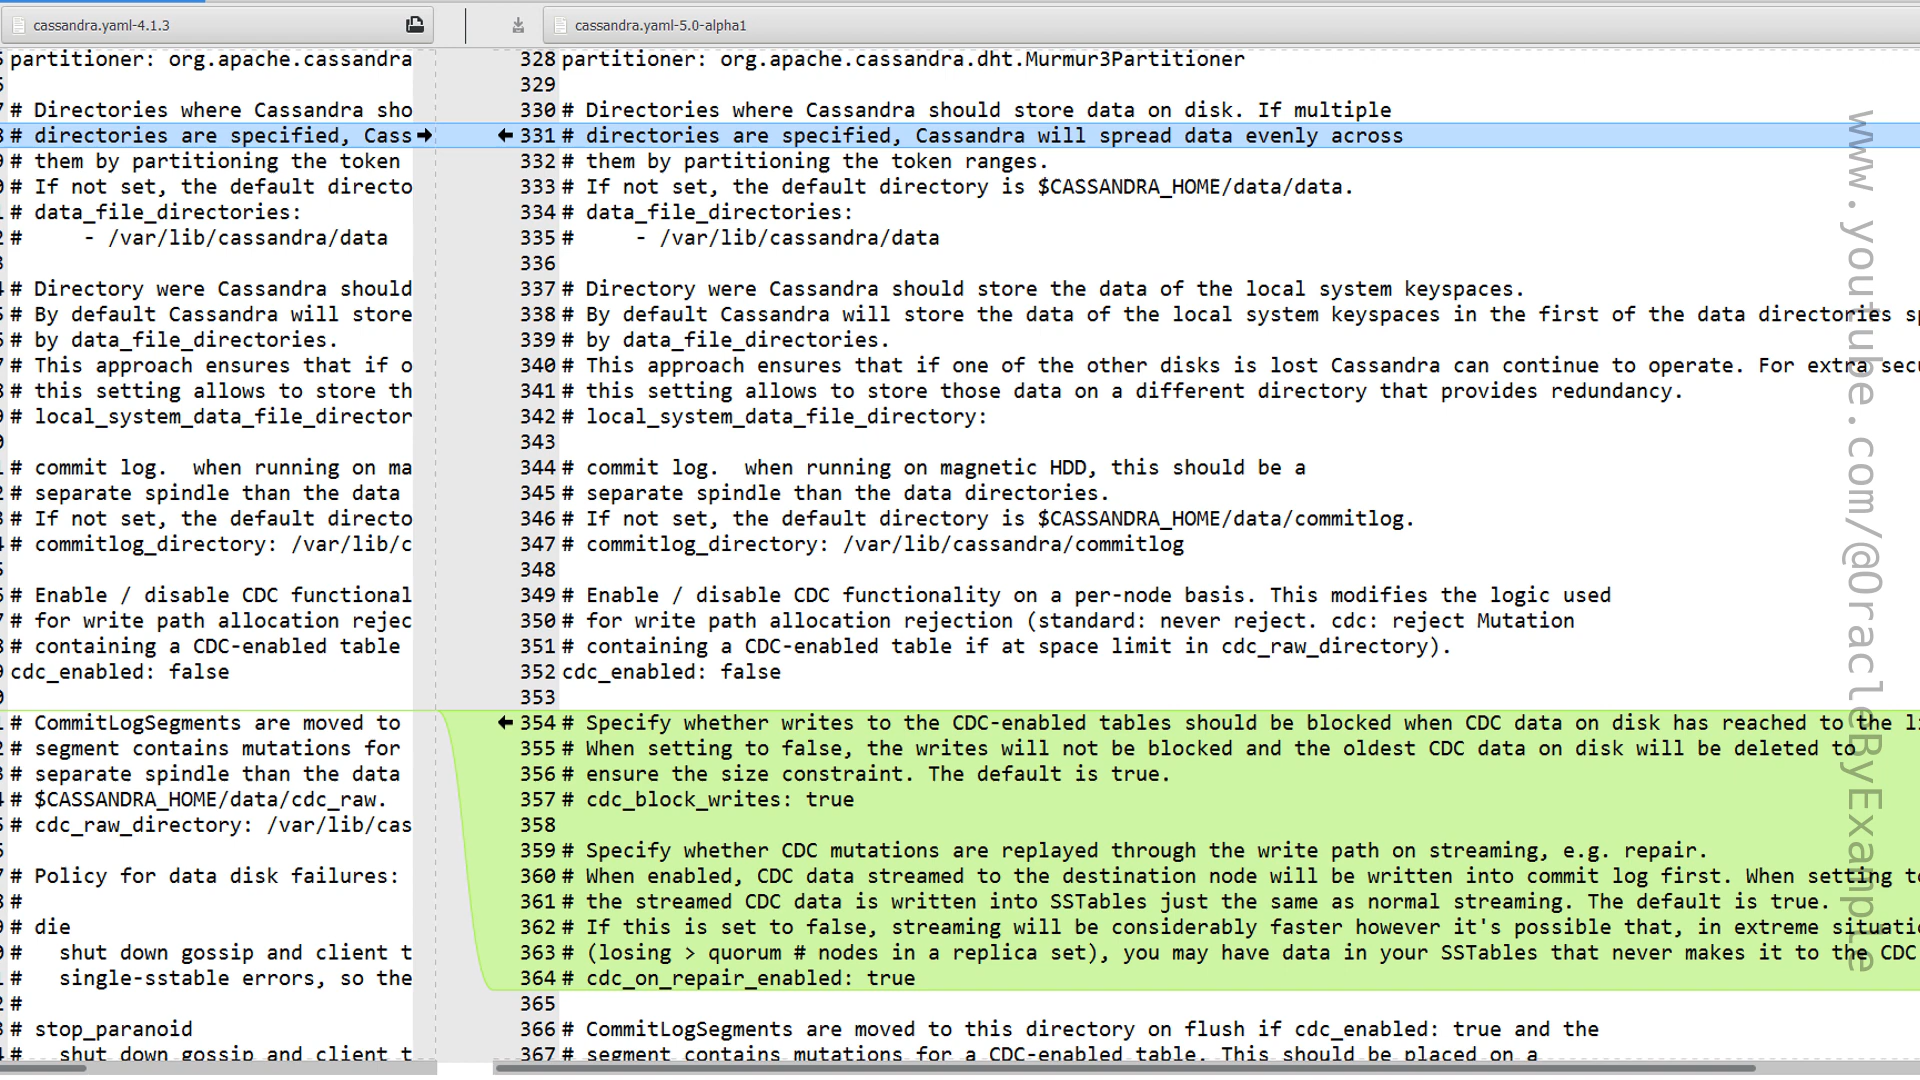 cassandra.yaml-4.1.3
partitioner: org.apache.cassandra
# Directories where Cassandra sho
# directories are specified, Cass
# them by partitioning the token
# If not set, the default directo
# data_file_directories:
#     - /var/lib/cassandra/data
# Directory were Cassandra should
# By default Cassandra will store
# by data_file_directories.
# This approach ensures that if o
# this setting allows to store th
# local_system_data_file_director
# commit log.  when running on ma
# separate spindle than the data
# If not set, the default directo
# commitlog_directory: /var/lib/c
# Enable / disable CDC functional
# for write path allocation rejec
# containing a CDC-enabled table
cdc_enabled: false
# CommitLogSegments are moved to
# segment contains mutations for
# separate spindle than the data
# $CASSANDRA_HOME/data/cdc_raw.
# cdc_raw_directory: /var/lib/cas
# Policy for data disk failures:
#
# die
#   shut down gossip and client t
#   single-sstable errors, so the
#
# stop_paranoid
#   shut down gossip and client t
cassandra.yaml-5.0-alpha1
328 partitioner: org.apache.cassandra.dht.Murmur3Partitioner
329
330 # Directories where Cassandra should store data on disk. If multiple
331 # directories are specified, Cassandra will spread data evenly across
332 # them by partitioning the token ranges.
333 # If not set, the default directory is $CASSANDRA_HOME/data/data.
334 # data_file_directories:
335 #     - /var/lib/cassandra/data
336
337 # Directory were Cassandra should store the data of the local system keyspaces.
338 # By default Cassandra will store the data of the local system keyspaces in the first of the data directories sp
339 # by data_file_directories.
340 # This approach ensures that if one of the other disks is lost Cassandra can continue to operate. For extra secu
341 # this setting allows to store those data on a different directory that provides redundancy.
342 # local_system_data_file_directory:
343
344 # commit log.  when running on magnetic HDD, this should be a
345 # separate spindle than the data directories.
346 # If not set, the default directory is $CASSANDRA_HOME/data/commitlog.
347 # commitlog_directory: /var/lib/cassandra/commitlog
348
349 # Enable / disable CDC functionality on a per-node basis. This modifies the logic used
350 # for write path allocation rejection (standard: never reject. cdc: reject Mutation
351 # containing a CDC-enabled table if at space limit in cdc_raw_directory).
352 cdc_enabled: false
353
354 # Specify whether writes to the CDC-enabled tables should be blocked when CDC data on disk has reached to the li
355 # When setting to false, the writes will not be blocked and the oldest CDC data on disk will be deleted to
356 # ensure the size constraint. The default is true.
357 # cdc_block_writes: true
358
359 # Specify whether CDC mutations are replayed through the write path on streaming, e.g. repair.
360 # When enabled, CDC data streamed to the destination node will be written into commit log first. When setting to
361 # the streamed CDC data is written into SSTables just the same as normal streaming. The default is true.
362 # If this is set to false, streaming will be considerably faster however it's possible that, in extreme situatio
363 # (losing > quorum # nodes in a replica set), you may have data in your SSTables that never makes it to the CDC
364 # cdc_on_repair_enabled: true
365
366 # CommitLogSegments are moved to this directory on flush if cdc_enabled: true and the
367 # segment contains mutations for a CDC-enabled table. This should be placed on a
www.youtube.com/@OracleByExample